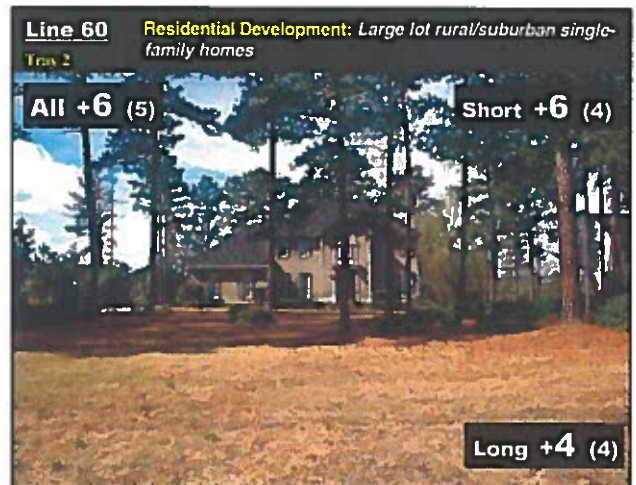 Line 60 Residential Development: Large lot rural/suburban single-
family homes
Tray 2
All +6 (5)
Short +6 (4)
Long +4 (4)